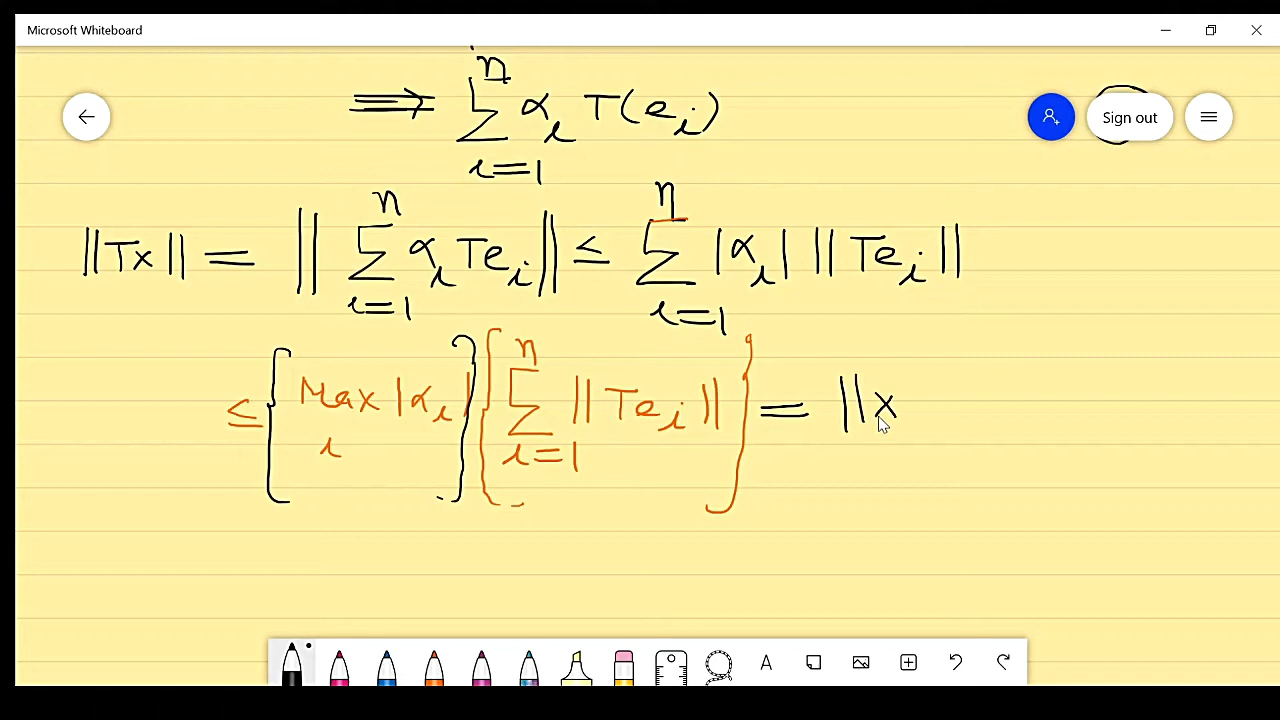 Microsoft Whiteboard
⟹ ∑_{i=1}^{n} α_i T(e_i)
Sign out
||Tx|| = || ∑_{i=1}^{n} α_i Te_i || ≤ ∑_{i=1}^{n} |α_i| ||Te_i||
≤ { Max_i |α_i| } { ∑_{i=1}^{n} ||Te_i|| } = ||x
A